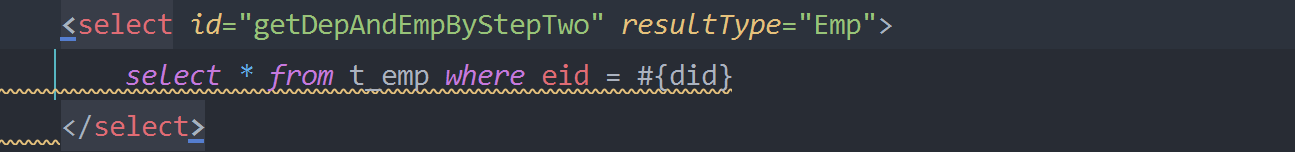 <select id="getDepAndEmpByStepTwo" resultType="Emp">
select * from t_emp where eid = #{did}
</select>